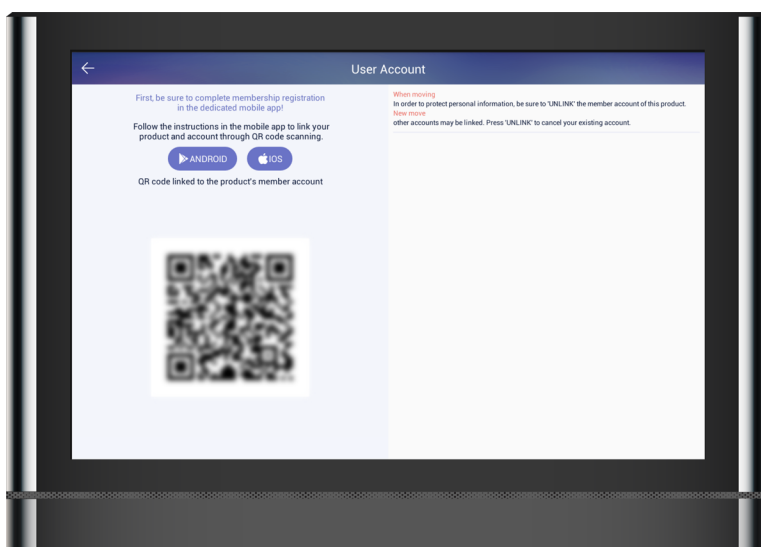 User Account
First, be sure to complete membership registration
in the dedicated mobile app!
Follow the instructions in the mobile app to link your
product and account through QR code scanning.
ANDROID
iOS
QR code linked to the product's member account
When moving
In order to protect personal information, be sure to 'UNLINK' the member account of this product.
New move
other accounts may be linked. Press 'UNLINK' to cancel your existing account.